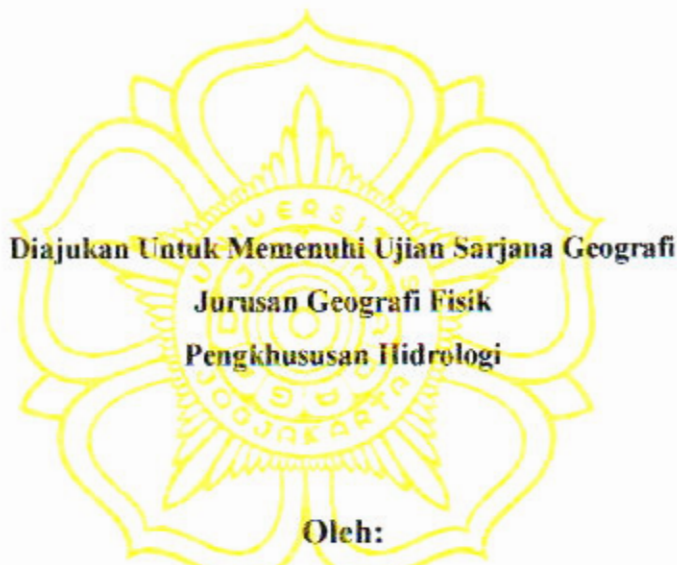 Diajukan Untuk Memenuhi Ujian Sarjana Geografi
Jurusan Geografi Fisik
Pengkhususan Hidrologi
Oleh: